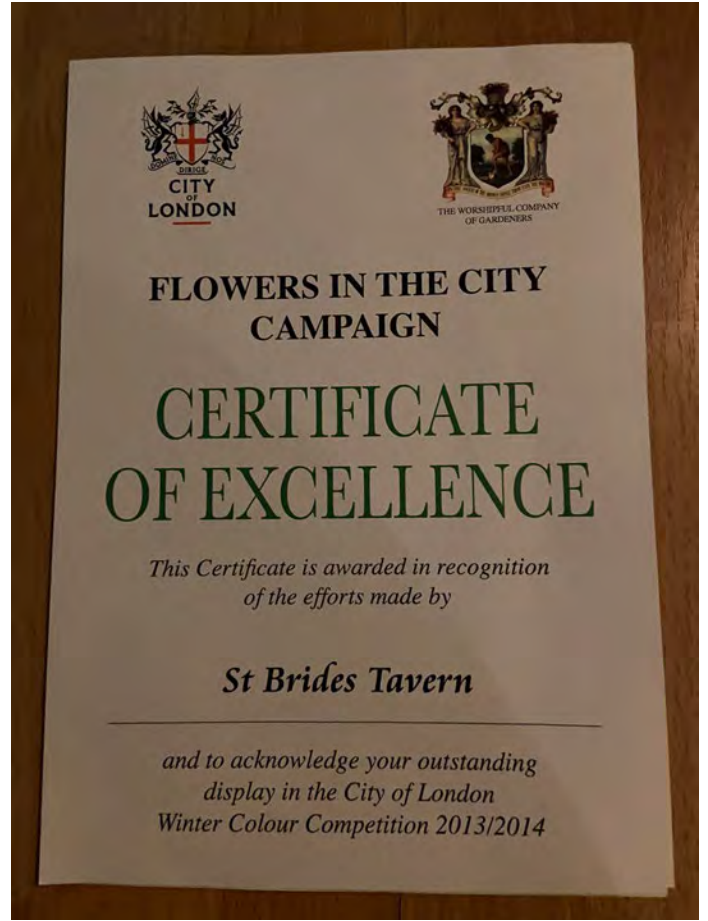 DOMINE NOS
DIRIGE
CITY
OF
LONDON
THE WORSHIPFUL COMPANY
OF GARDENERS
FLOWERS IN THE CITY
CAMPAIGN
CERTIFICATE
OF EXCELLENCE
This Certificate is awarded in recognition
of the efforts made by
St Brides Tavern
and to acknowledge your outstanding
display in the City of London
Winter Colour Competition 2013/2014